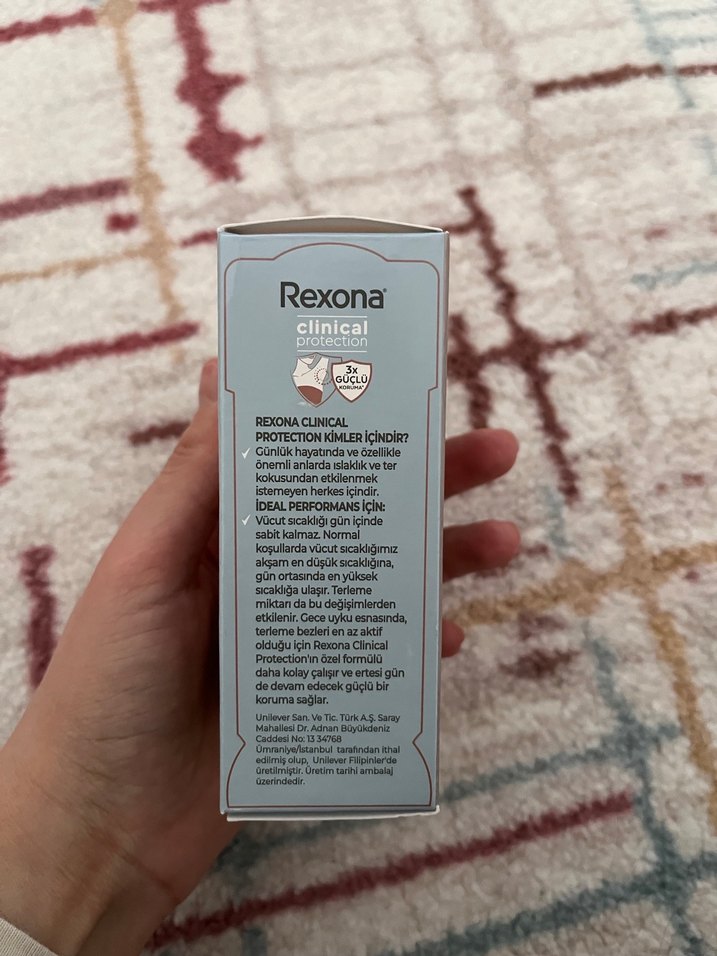 Rexona
clinical
protection
3x
GÜÇLÜ
KORUMA*
REXONA CLINICAL
PROTECTION KİMLER İÇİNDİR?
Günlük hayatında ve özellikle
önemli anlarda ıslaklık ve ter
kokusundan etkilenmek
istemeyen herkes içindir.
İDEAL PERFORMANS İÇİN:
Vücut sıcaklığı gün içinde
sabit kalmaz. Normal
koşullarda vücut sıcaklığımız
akşam en düşük sıcaklığına,
gün ortasında en yüksek
sıcaklığa ulaşır. Terleme
miktarı da bu değişimlerden
etkilenir. Gece uyku esnasında,
terleme bezleri en az aktif
olduğu için Rexona Clinical
Protection'ın özel formülü
daha kolay çalışır ve ertesi gün
de devam edecek güçlü bir
koruma sağlar.
Unilever San. Ve Tic. Türk A.Ş. Saray
Mahallesi Dr. Adnan Büyükdeniz
Caddesi No: 13 34768
Ümraniye/İstanbul tarafından ithal
edilmiş olup, Unilever Filipinler'de
üretilmiştir. Üretim tarihi ambalaj
üzerindedir.